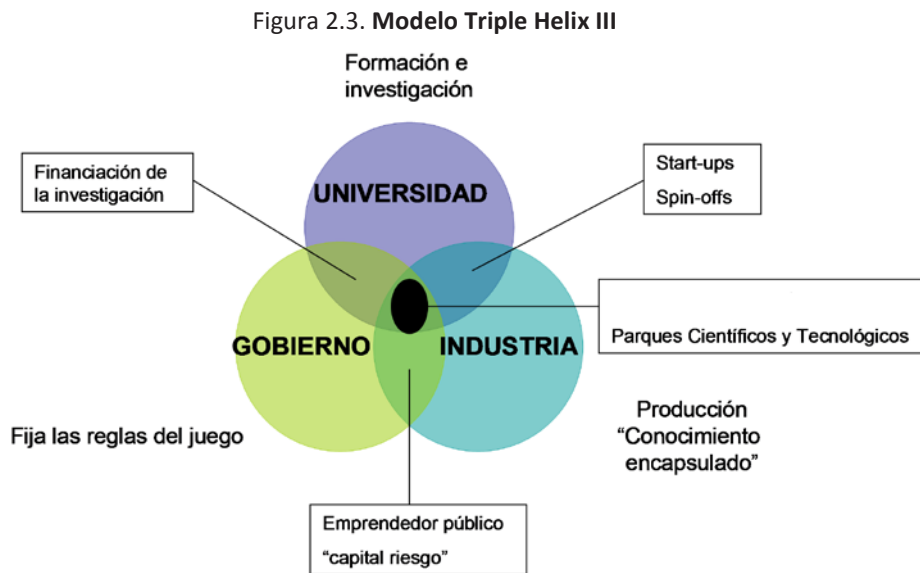 Figura 2.3. Modelo Triple Helix III
Formación e
investigación
Financiación de
la investigación
Start-ups
Spin-offs
UNIVERSIDAD
Parques Científicos y Tecnológicos
GOBIERNO
INDUSTRIA
Fija las reglas del juego
Producción
“Conocimiento
encapsulado”
Emprendedor público
“capital riesgo”